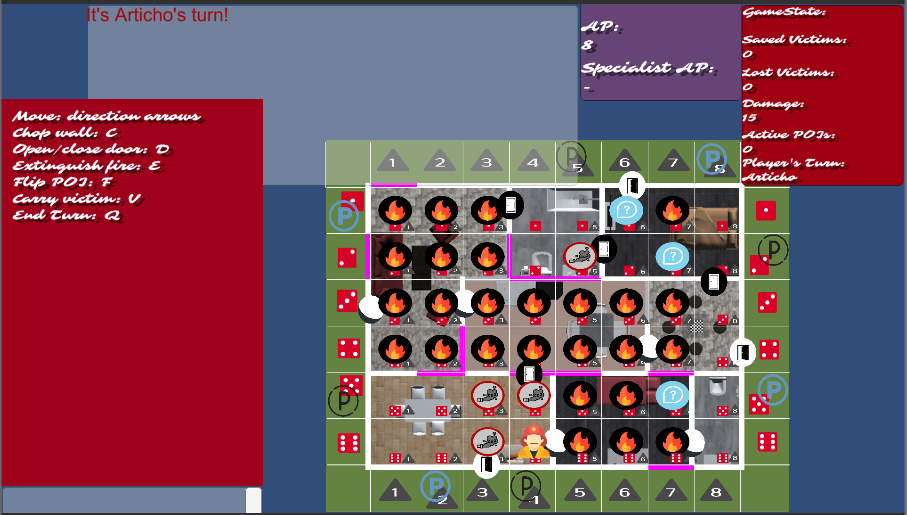 It's Articho's turn!
AP:
8
Specialist AP:
-
GameState:
Saved Victims:
0
Lost Victims:
0
Damage:
15
Active POIs:
0
Player's Turn:
Articho
Move: direction arrows
Chop wall: C
Open/close door: D
Extinguish fire: E
Flip POI: F
Carry victim: V
End Turn: Q
1 2 3 4 5 6 7 8
P P
P
P
? ?
?
P P
1 2 3 4 5 6 7 8
P P